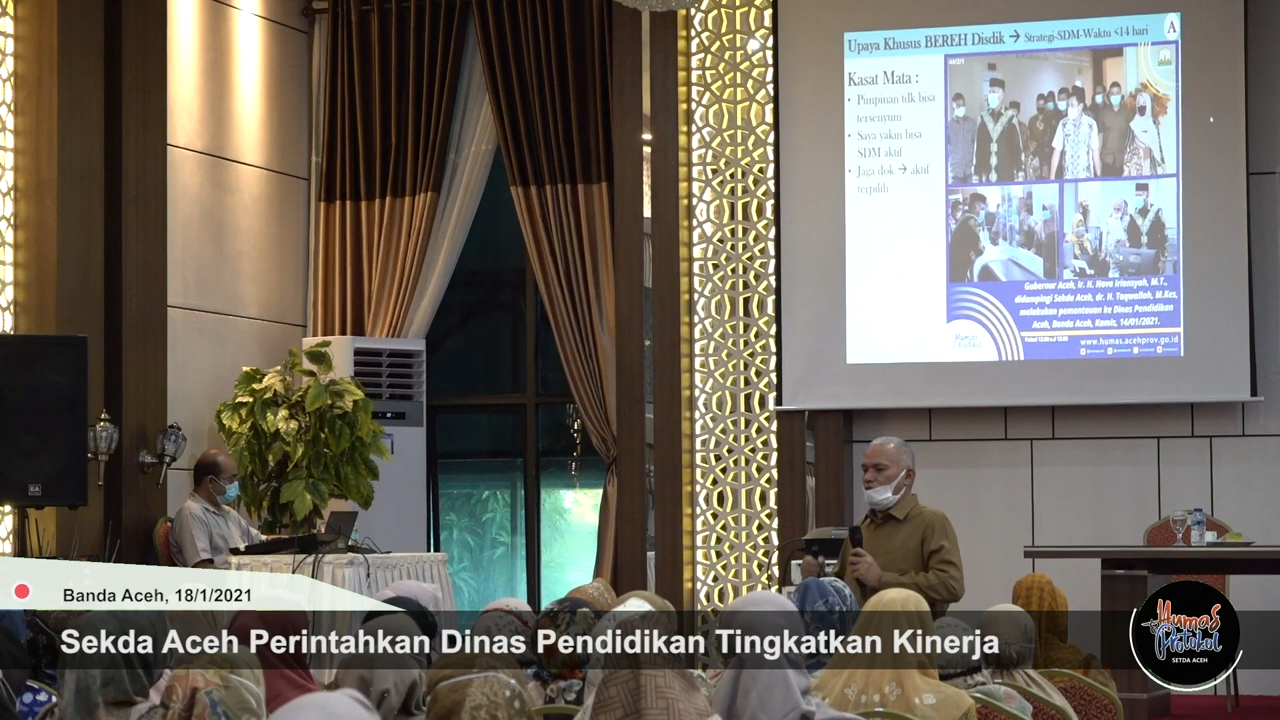 Upaya Khusus BEREH Disdik → Strategi-SDM-Waktu <14 hari
A
Kasat Mata :
• Pimpinan tdk bisa
tersenyum
• Saya yakin bisa
SDM aktif
• Jaga dok → aktif
terpilih
Gubernur Aceh, Ir. H. Nova Iriansyah, M.T.,
didampingi Sekda Aceh, dr. H. Taqwallah, M.Kes,
melakukan pemantauan ke Dinas Pendidikan
Aceh, Banda Aceh, Kamis, 14/01/2021.
www.humas.acehprov.go.id
Banda Aceh, 18/1/2021
Sekda Aceh Perintahkan Dinas Pendidikan Tingkatkan Kinerja
Humas
Protokol
SETDA ACEH